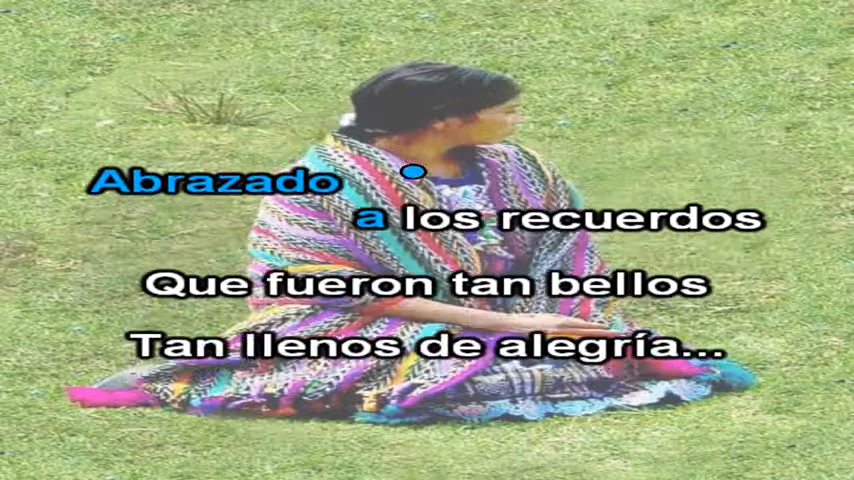 Abrazado
a los recuerdos
Que fueron tan bellos
Tan llenos de alegría...